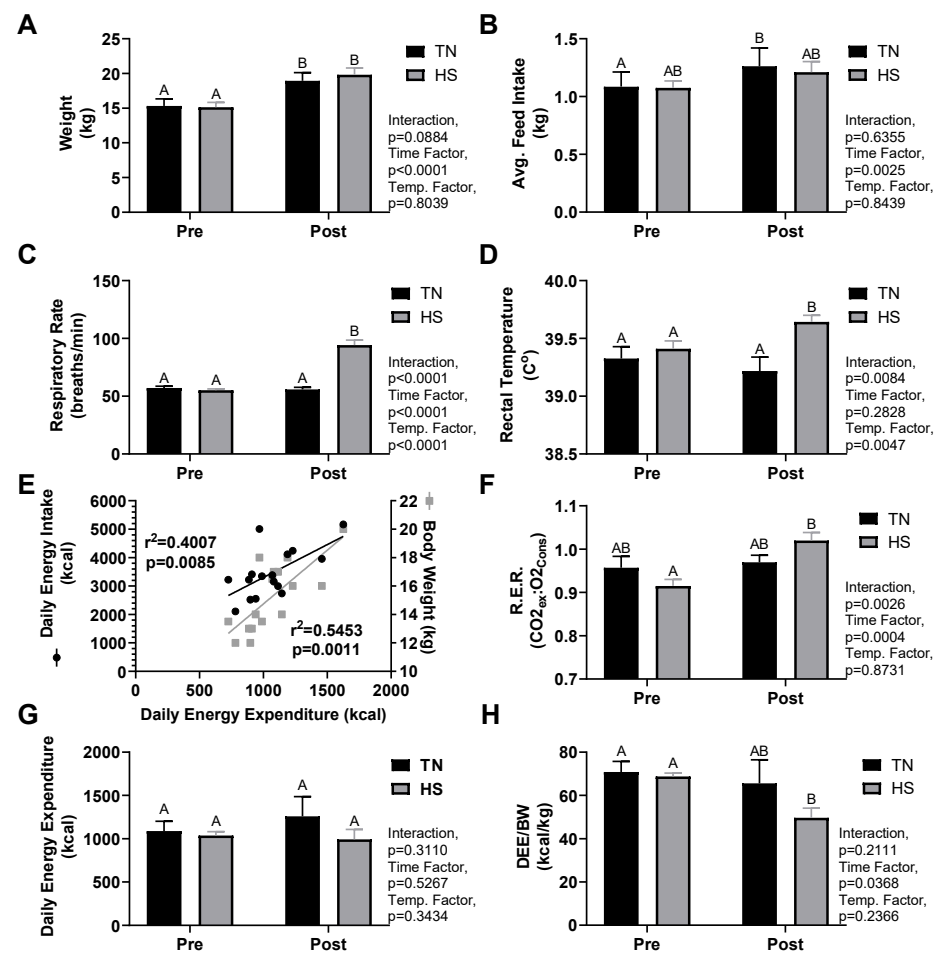 A
25
20
15
10
5
0
Weight
(kg)
A
A
B
B
Pre
Post
TN
HS
Interaction,
p=0.0884
Time Factor,
p<0.0001
Temp. Factor,
p=0.8039
B
1.5
1.0
0.5
0.0
Avg. Feed Intake
(kg)
A
AB
B
AB
Pre
Post
TN
HS
Interaction,
p=0.6355
Time Factor,
p=0.0025
Temp. Factor,
p=0.8439
C
150
100
50
0
Respiratory Rate
(breaths/min)
A
A
A
B
Pre
Post
TN
HS
Interaction,
p<0.0001
Time Factor,
p<0.0001
Temp. Factor,
p<0.0001
D
40.0
39.5
39.0
38.5
Rectal Temperature
(Cº)
A
A
A
B
Pre
Post
TN
HS
Interaction,
p=0.0084
Time Factor,
p=0.2828
Temp. Factor,
p=0.0047
E
Daily Energy Intake
(kcal)
6000
5000
4000
3000
2000
1000
0
r²=0.4007
p=0.0085
r²=0.5453
p=0.0011
22
20
18
16
14
12
10
Body Weight (kg)
0
500
1000
1500
2000
Daily Energy Expenditure (kcal)
F
1.1
1.0
0.9
0.8
0.7
R.E.R.
(CO2ex:O2Cons)
AB
A
AB
B
Pre
Post
TN
HS
Interaction,
p=0.0026
Time Factor,
p=0.0004
Temp. Factor,
p=0.8731
G
2000
1500
1000
500
0
Daily Energy Expenditure
(kcal)
A
A
A
A
Pre
Post
TN
HS
Interaction,
p=0.3110
Time Factor,
p=0.5267
Temp. Factor,
p=0.3434
H
80
60
40
20
0
DEE/BW
(kcal/kg)
A
A
AB
B
Pre
Post
TN
HS
Interaction,
p=0.2111
Time Factor,
p=0.0368
Temp. Factor,
p=0.2366